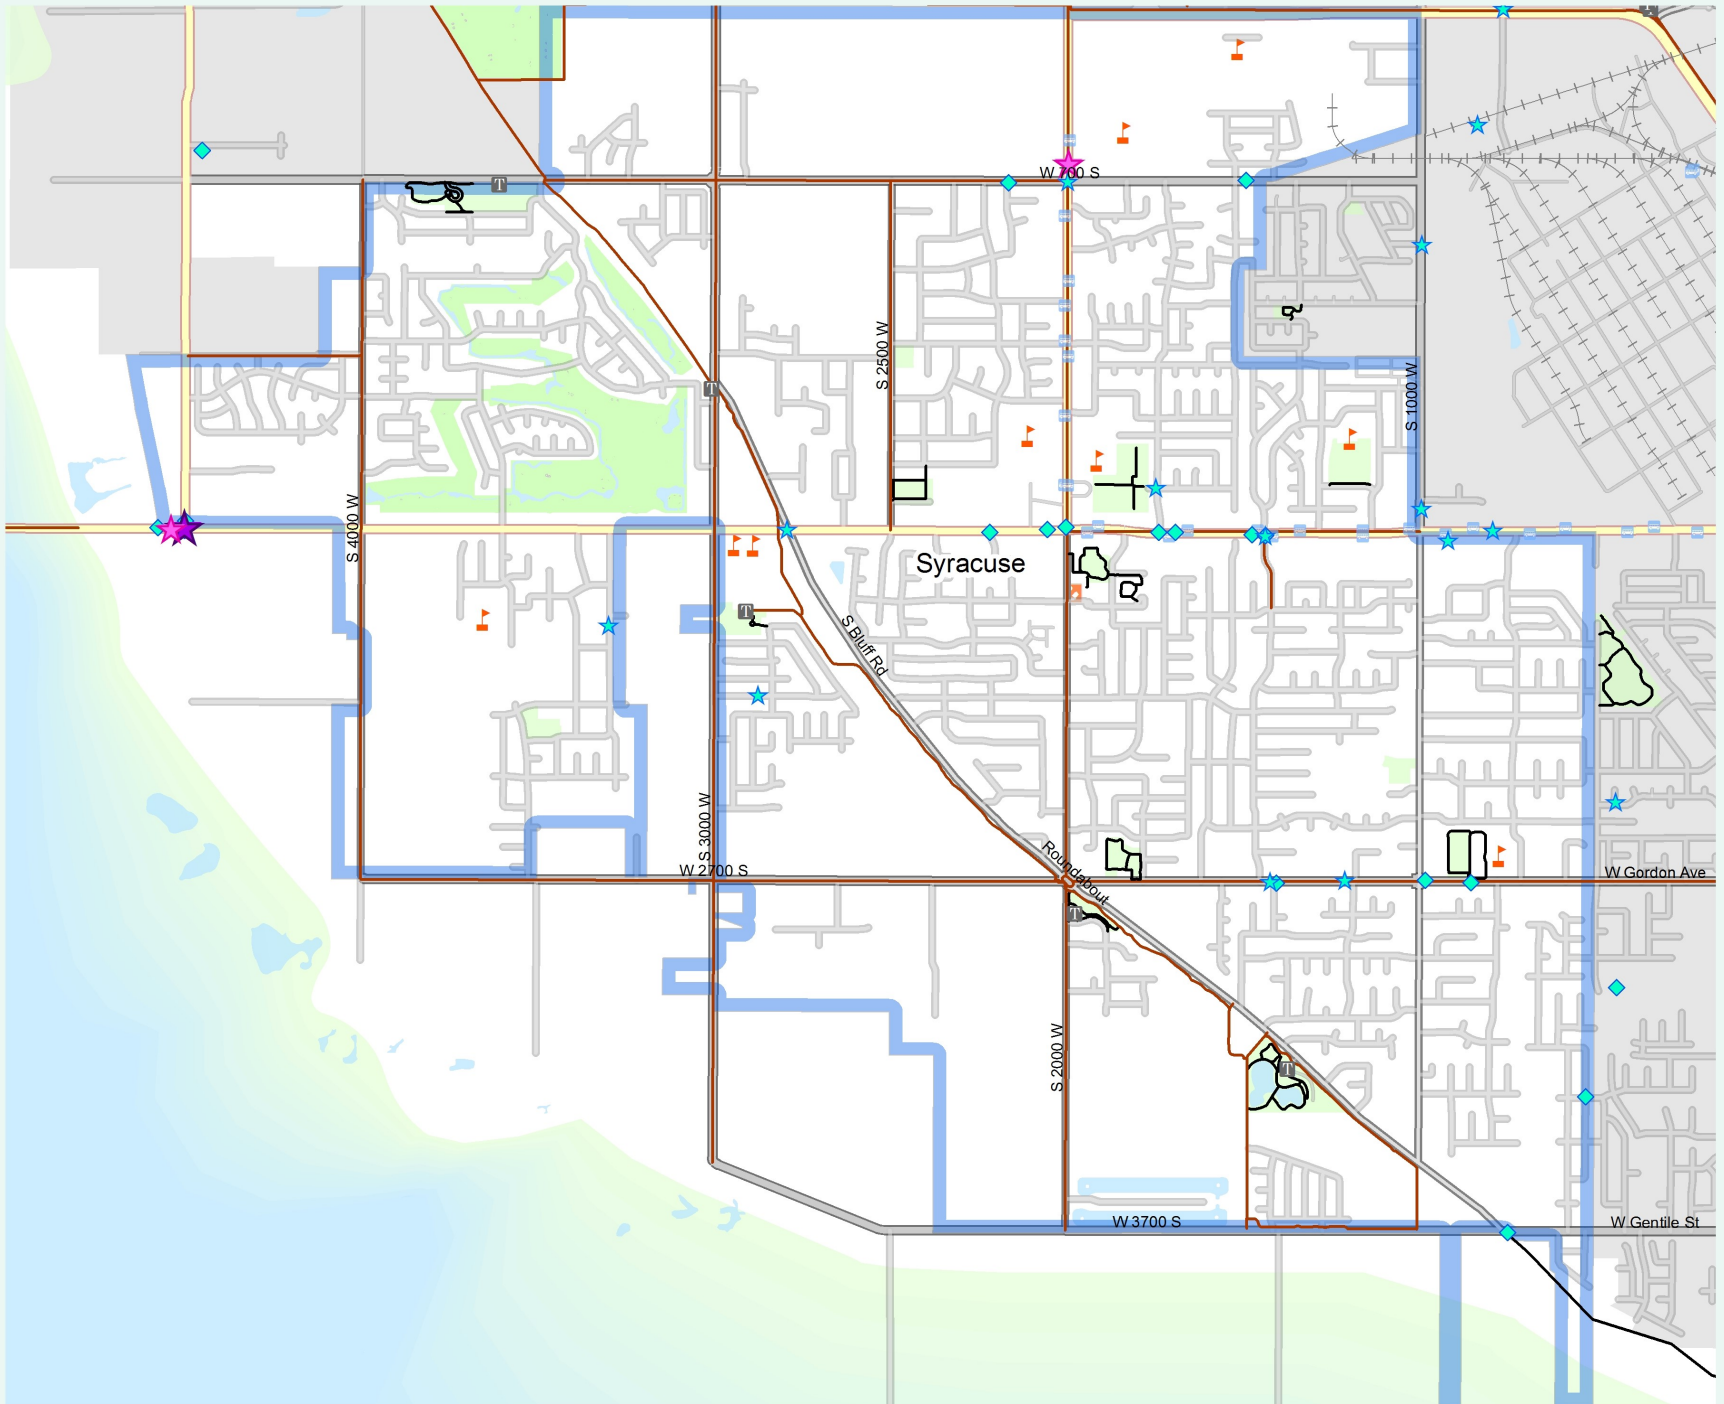 T
W 700 S
T
S 2500 W
S 1000 W
T
S 4000 W
Syracuse
T
S Bluff Rd
S 3000 W
W 2700 S
Roundabout
W Gordon Ave
T
S 2000 W
T
W 3700 S
W Gentile St